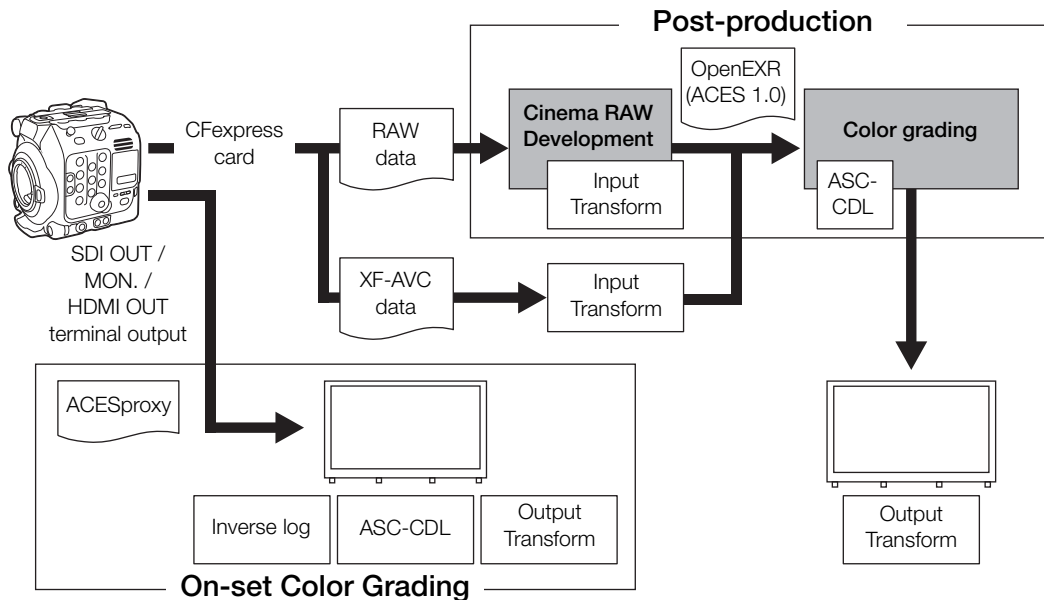 Post-production
OpenEXR
(ACES 1.0)
CFexpress
card
RAW
data
Cinema RAW
Development
Input
Transform
Color grading
ASC-
CDL
SDI OUT /
MON. /
HDMI OUT
terminal output
XF-AVC
data
Input
Transform
ACESproxy
Inverse log
ASC-CDL
Output
Transform
Output
Transform
On-set Color Grading